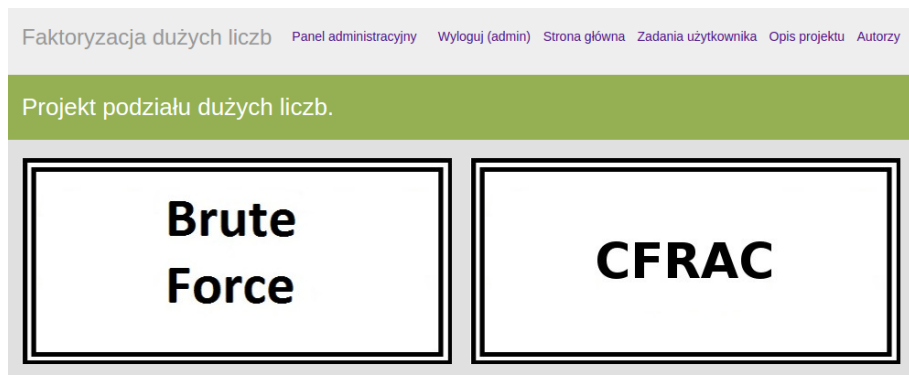 Faktoryzacja dużych liczb Panel administracyjny Wyloguj (admin) Strona główna Zadania użytkownika Opis projektu Autorzy
Projekt podziału dużych liczb.
Brute
Force
CFRAC